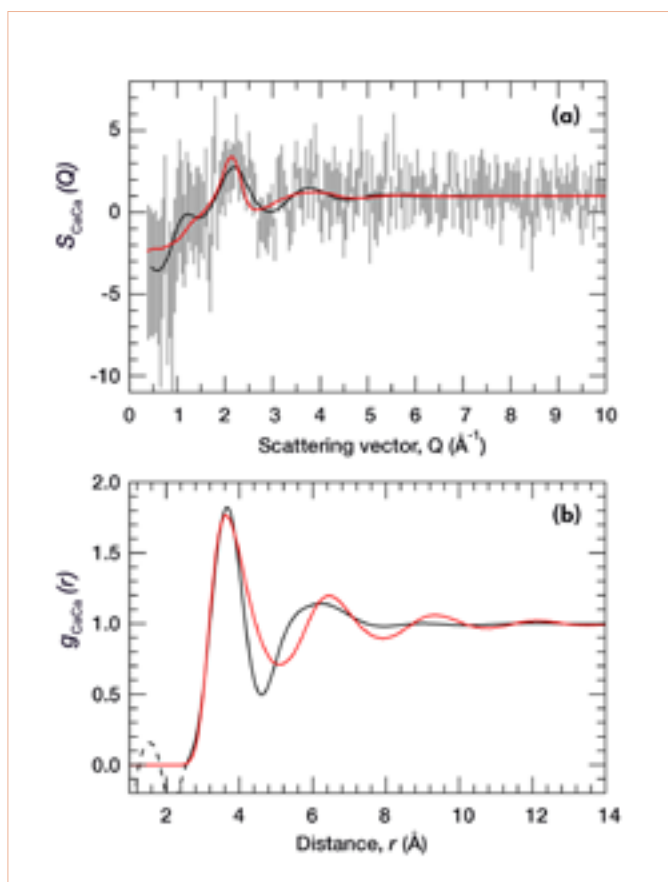 (a)
S_CaCa (Q)
5
0
-5
-10
0 1 2 3 4 5 6 7 8 9 10
Scattering vector, Q (Å⁻¹)
(b)
g_CaCa (r)
2.0
1.5
1.0
0.5
0.0
2 4 6 8 10 12 14
Distance, r (Å)